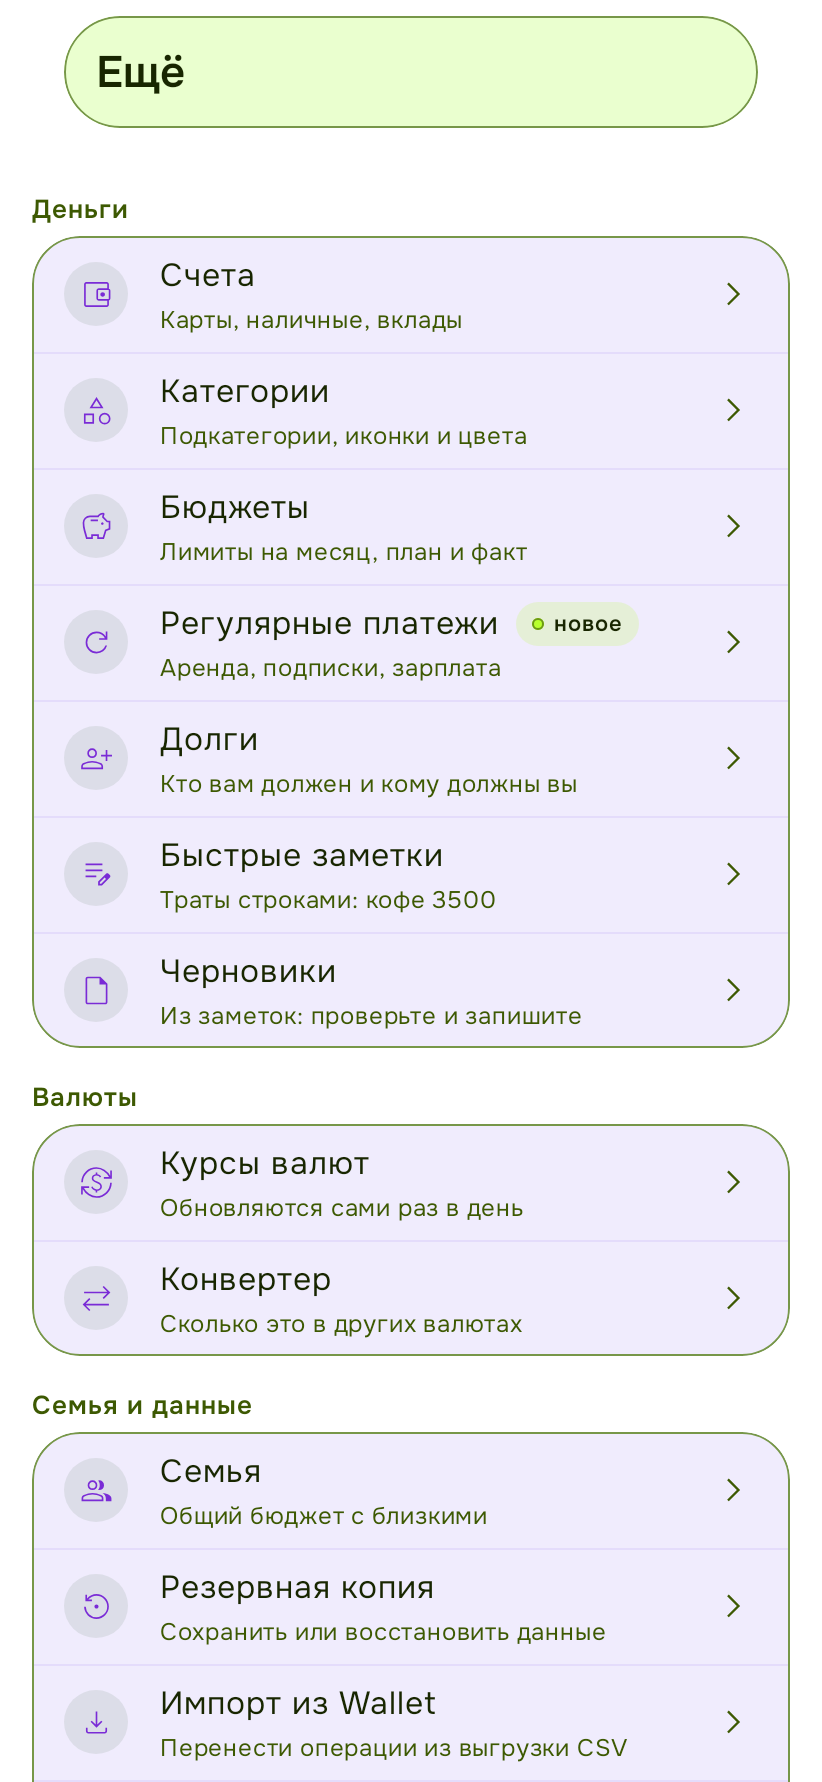 Ещё
Деньги
Счета
Карты, наличные, вклады
Категории
Подкатегории, иконки и цвета
Бюджеты
Лимиты на месяц, план и факт
Регулярные платежи новое
Аренда, подписки, зарплата
Долги
Кто вам должен и кому должны вы
Быстрые заметки
Траты строками: кофе 3500
Черновики
Из заметок: проверьте и запишите
Валюты
Курсы валют
Обновляются сами раз в день
Конвертер
Сколько это в других валютах
Семья и данные
Семья
Общий бюджет с близкими
Резервная копия
Сохранить или восстановить данные
Импорт из Wallet
Перенести операции из выгрузки CSV